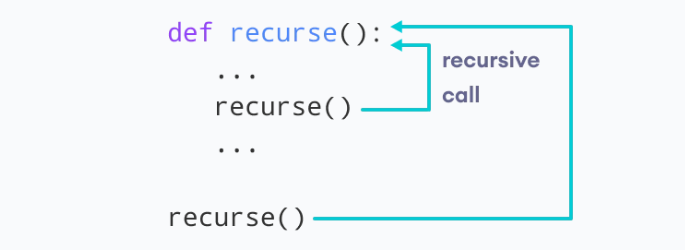 def recurse():
...
recurse()
...
recurse()
recursive
call